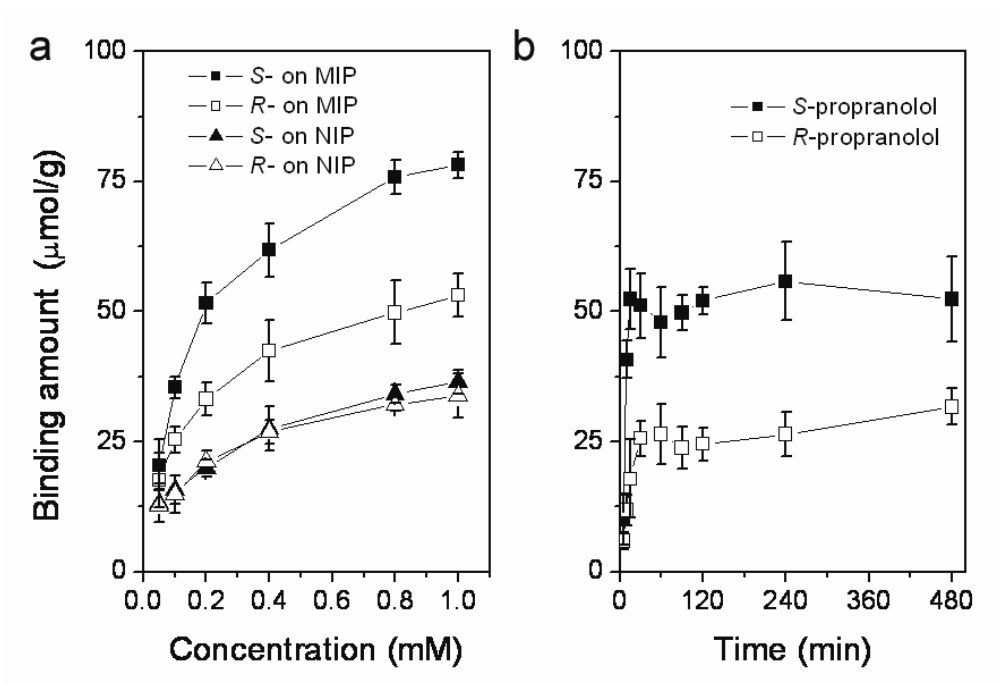 a
100
75
50
25
0
Binding amount (μmol/g)
S- on MIP
R- on MIP
S- on NIP
R- on NIP
0.0 0.2 0.4 0.8 1.0
Concentration (mM)
b
100
75
50
25
0
S-propranolol
R-propranolol
0 120 240 360 480
Time (min)